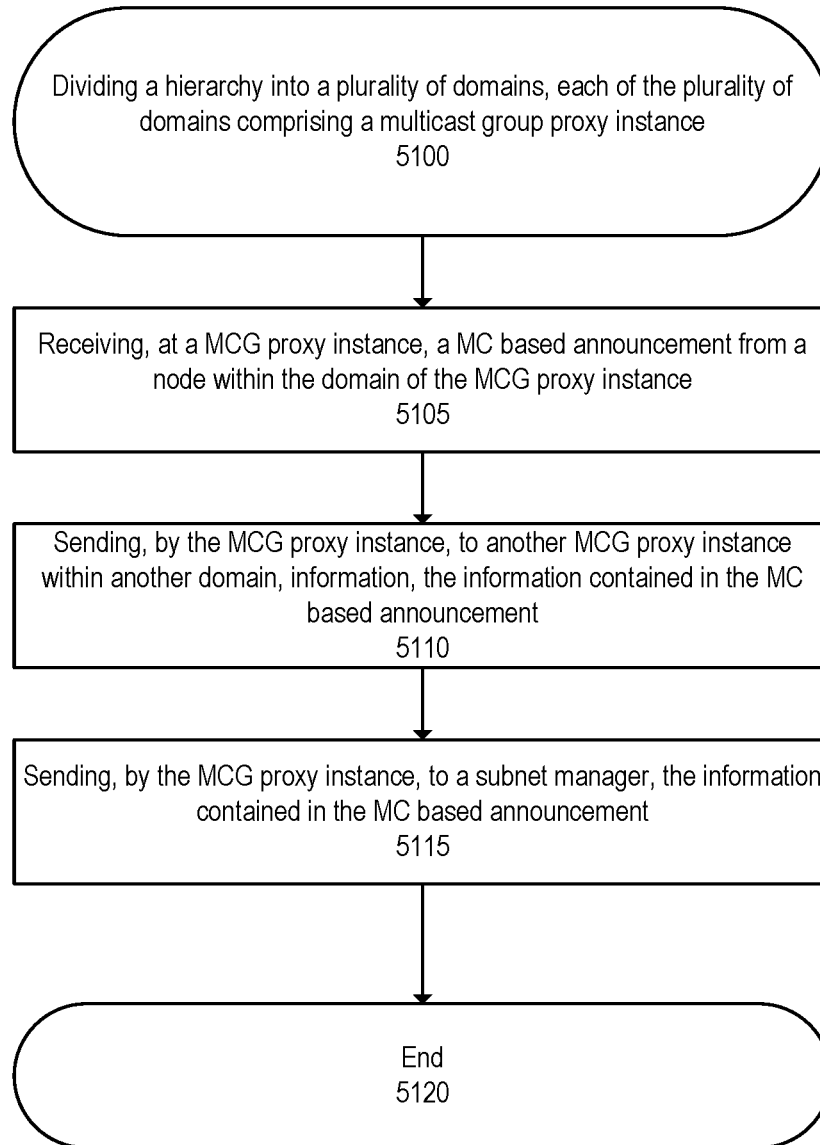 Dividing a hierarchy into a plurality of domains, each of the plurality of
domains comprising a multicast group proxy instance
5100
Receiving, at a MCG proxy instance, a MC based announcement from a
node within the domain of the MCG proxy instance
5105
Sending, by the MCG proxy instance, to another MCG proxy instance
within another domain, information, the information contained in the MC
based announcement
5110
Sending, by the MCG proxy instance, to a subnet manager, the information
contained in the MC based announcement
5115
End
5120